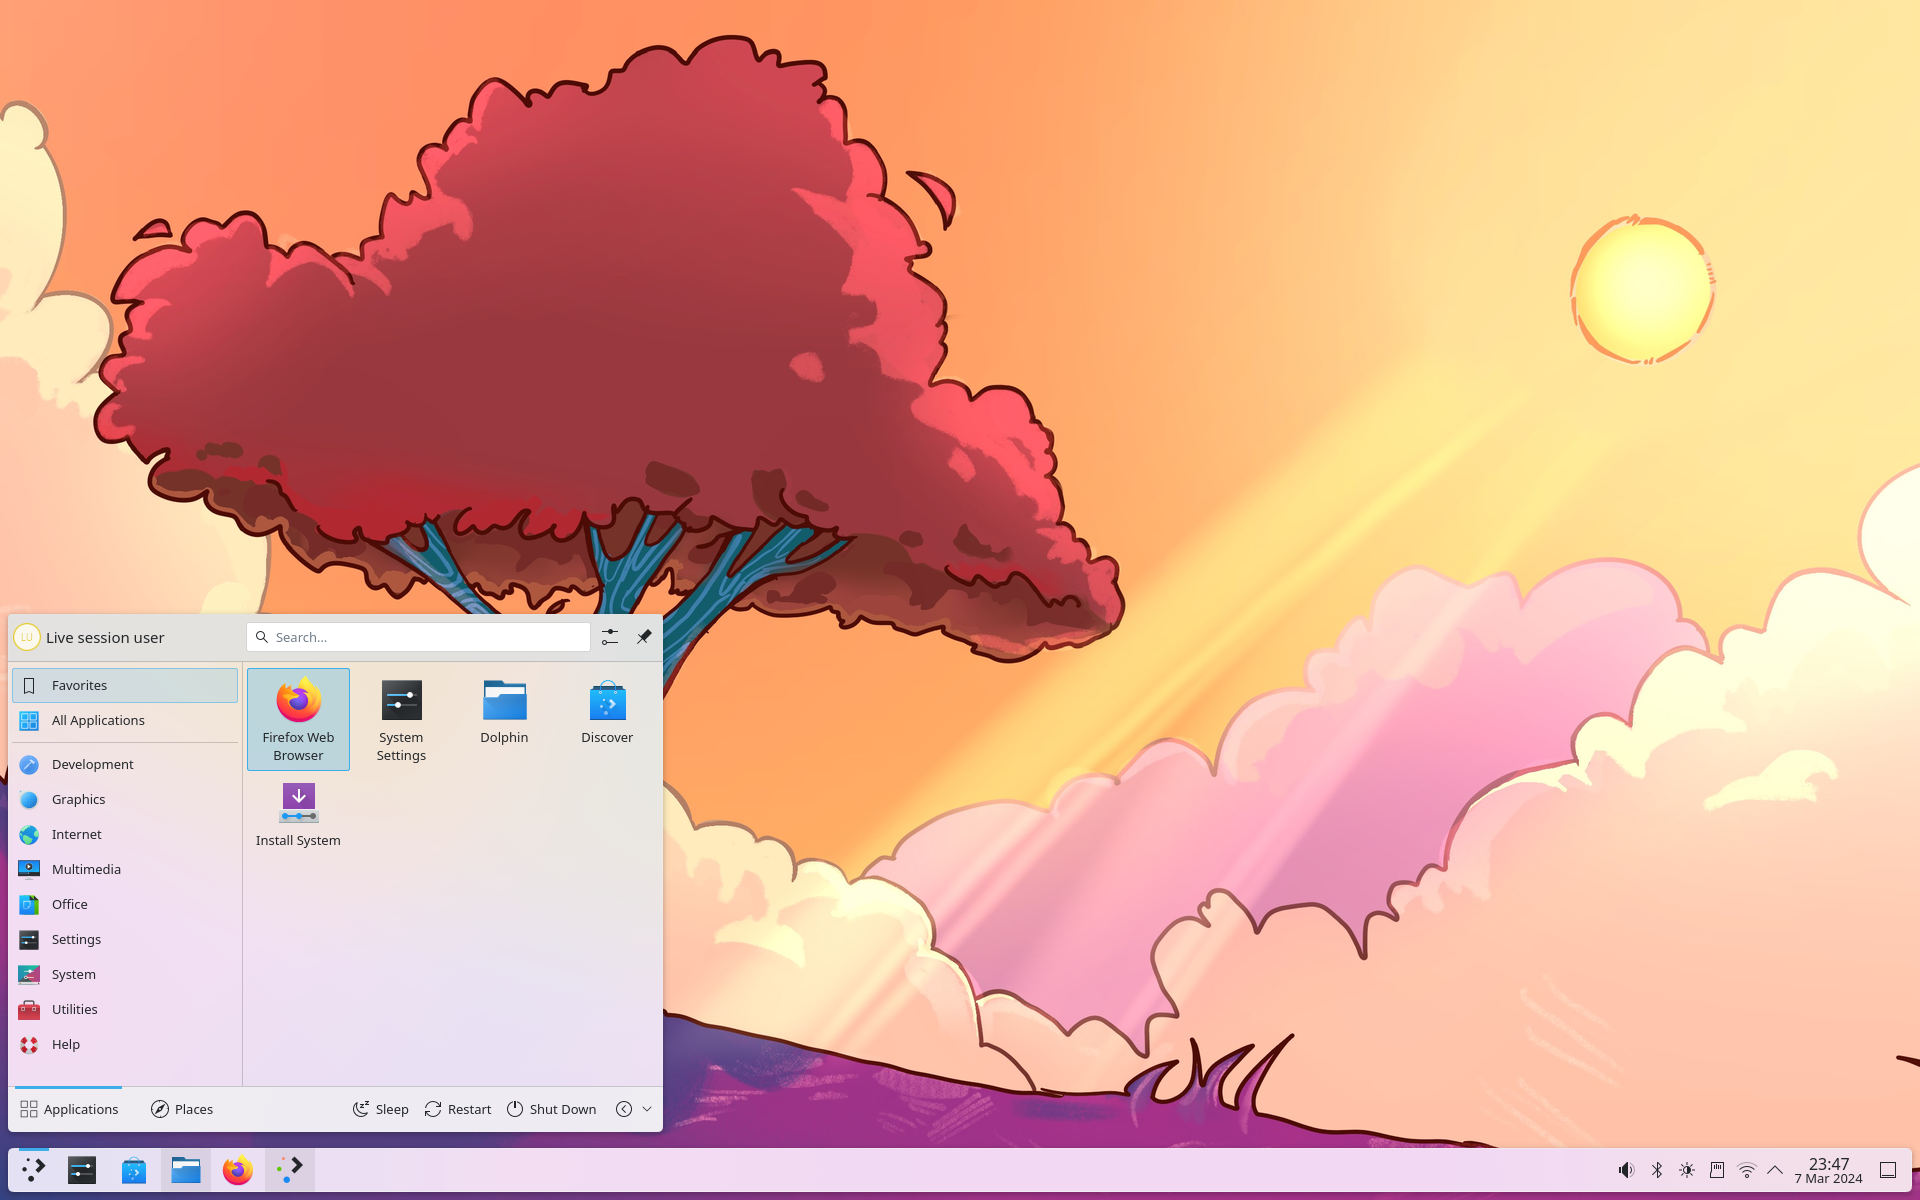 LU
Live session user
Search...
Favorites
All Applications
Development
Graphics
Internet
Multimedia
Office
Settings
System
Utilities
Help
Firefox Web
Browser
System
Settings
Dolphin
Discover
Install System
Applications
Places
Sleep
Restart
Shut Down
23:47
7 Mar 2024